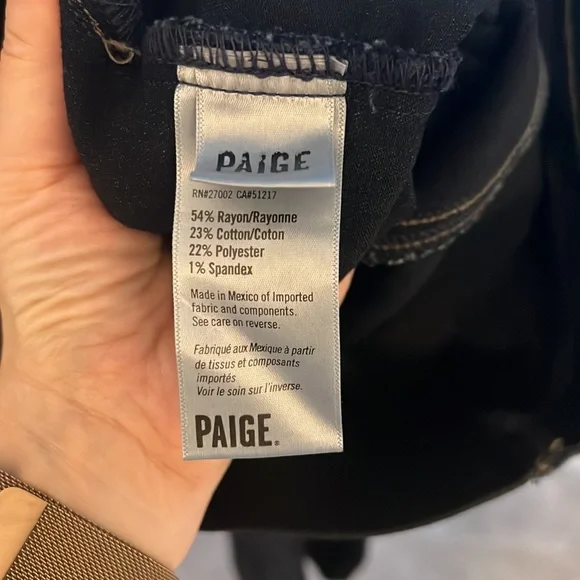 PAIGE
RN#27002 CA#51217
54% Rayon/Rayonne
23% Cotton/Coton
22% Polyester
1% Spandex
Made in Mexico of Imported
fabric and components.
See care on reverse.
Fabriqué aux Mexique à partir
de tissus et composants
importés
Voir le soin sur l'inverse.
PAIGE®